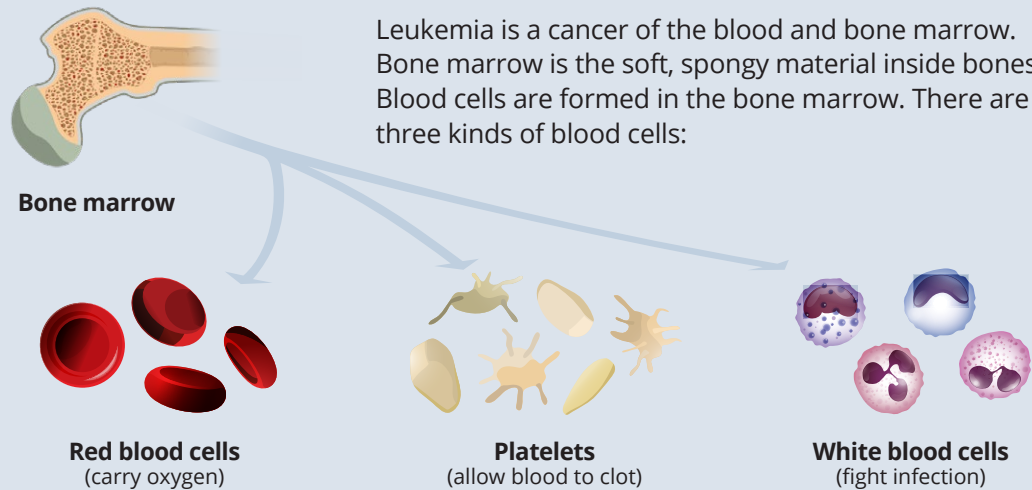 Leukemia is a cancer of the blood and bone marrow.
Bone marrow is the soft, spongy material inside bones
Blood cells are formed in the bone marrow. There are
three kinds of blood cells:
Bone marrow
Red blood cells
(carry oxygen)
Platelets
(allow blood to clot)
White blood cells
(fight infection)